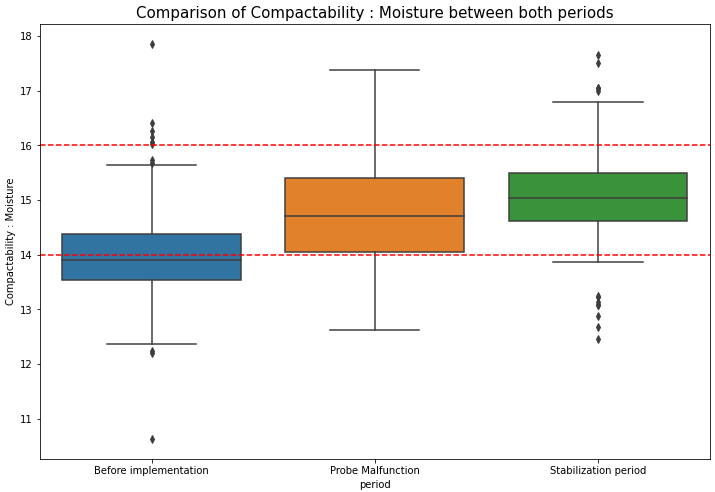 Comparison of Compactability : Moisture between both periods
18
17
16
15
14
13
12
11
Compactability : Moisture
Before implementation
Probe Malfunction
Stabilization period
period